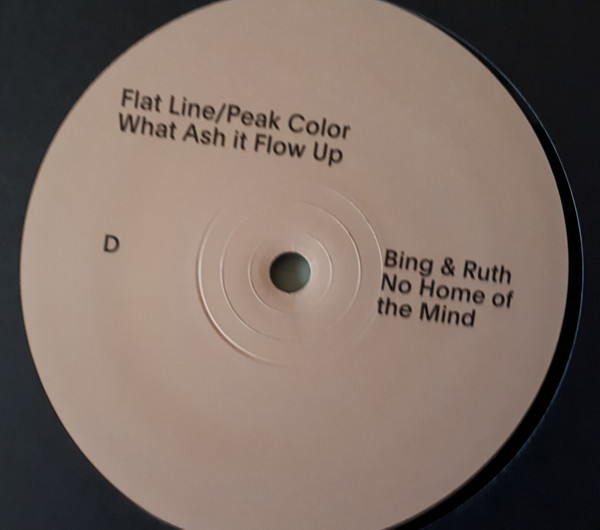 Flat Line/Peak Color
What Ash it Flow Up
D
Bing & Ruth
No Home of
the Mind